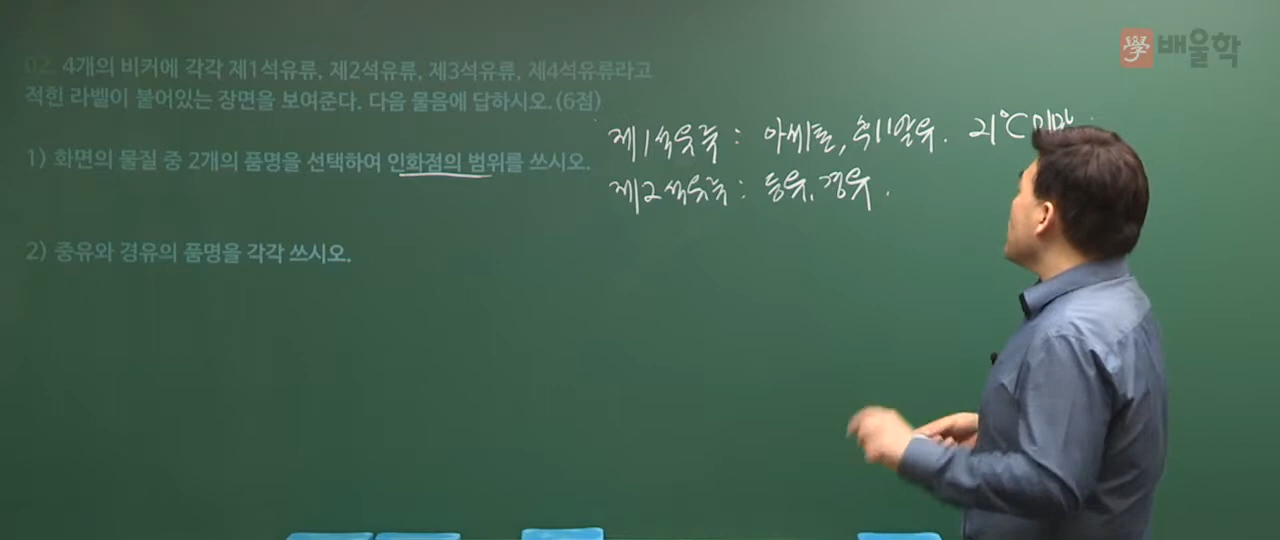 學 배울학
02. 4개의 비커에 각각 제1석유류, 제2석유류, 제3석유류, 제4석유류라고
적힌 라벨이 붙어있는 장면을 보여준다. 다음 물음에 답하시오.(6점)
1) 화면의 물질 중 2개의 품명을 선택하여 인화점의 범위를 쓰시오.
2) 중유와 경유의 품명을 각각 쓰시오.
제1석유류 : 아세톤, 휘발유. 21℃ 미만
제2석유류 : 등유, 경유.